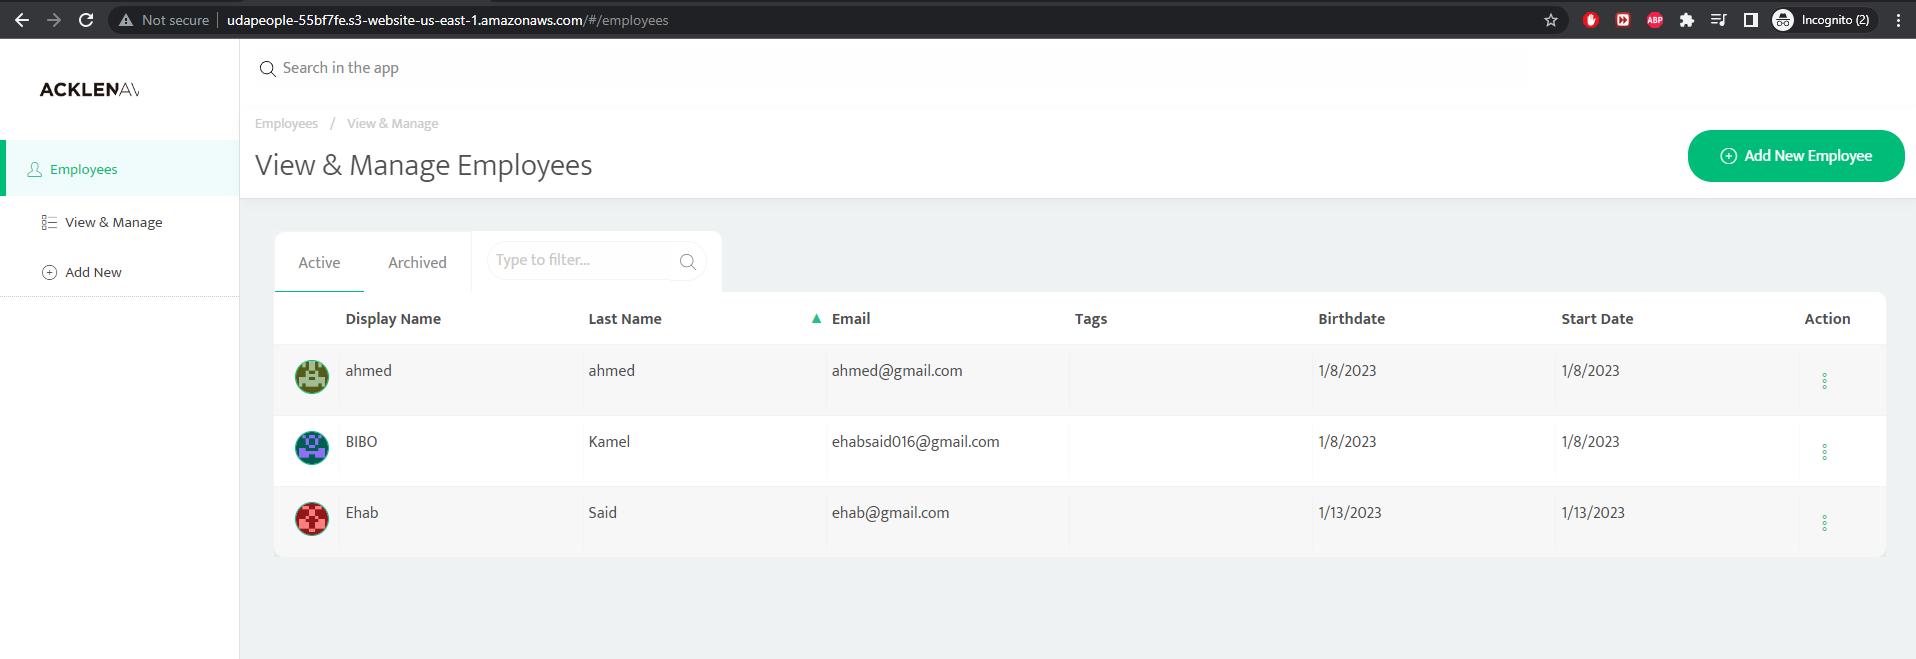 Not secure udapeople-55bf7fe.s3-website-us-east-1.amazonaws.com/#/employees ABP Incognito (2)
ACKLENAV
Search in the app
Employees / View & Manage
View & Manage Employees
Add New Employee
Employees
View & Manage
Add New
Active Archived Type to filter...
Display Name Last Name ▲ Email Tags Birthdate Start Date Action
ahmed ahmed ahmed@gmail.com 1/8/2023 1/8/2023
BIBO Kamel ehabsaid016@gmail.com 1/8/2023 1/8/2023
Ehab Said ehab@gmail.com 1/13/2023 1/13/2023